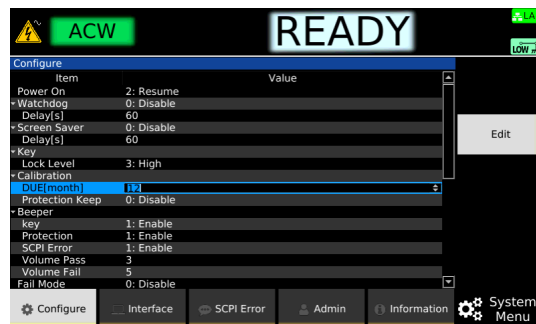 ACW
READY
LA
LOW
Configure
Item Value
Power On 2: Resume
Watchdog 0: Disable
Delay[s] 60
Screen Saver 0: Disable
Delay[s] 60
Key
Lock Level 3: High
Calibration
DUE[month] 12
Protection Keep 0: Disable
Beeper
key 1: Enable
Protection 1: Enable
SCPI Error 1: Enable
Volume Pass 3
Volume Fail 5
Fail Mode 0: Disable
Edit
Configure Interface SCPI Error Admin Information System Menu